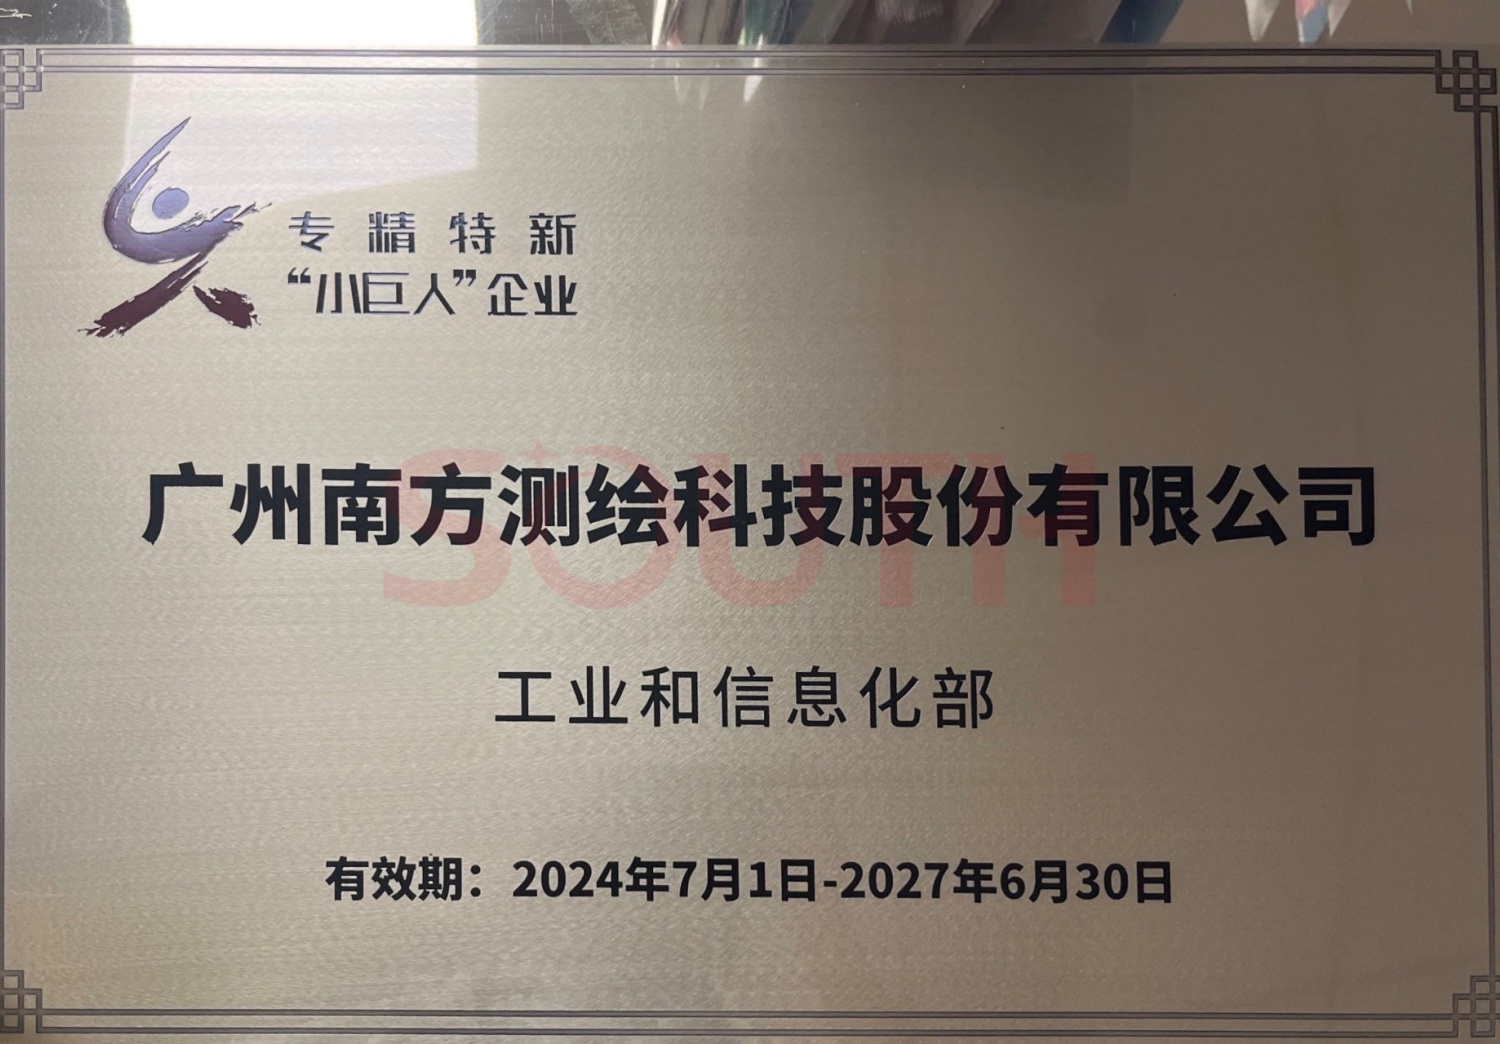 专精特新
“小巨人”企业
广州南方测绘科技股份有限公司
SOUTH
工业和信息化部
有效期：2024年7月1日-2027年6月30日